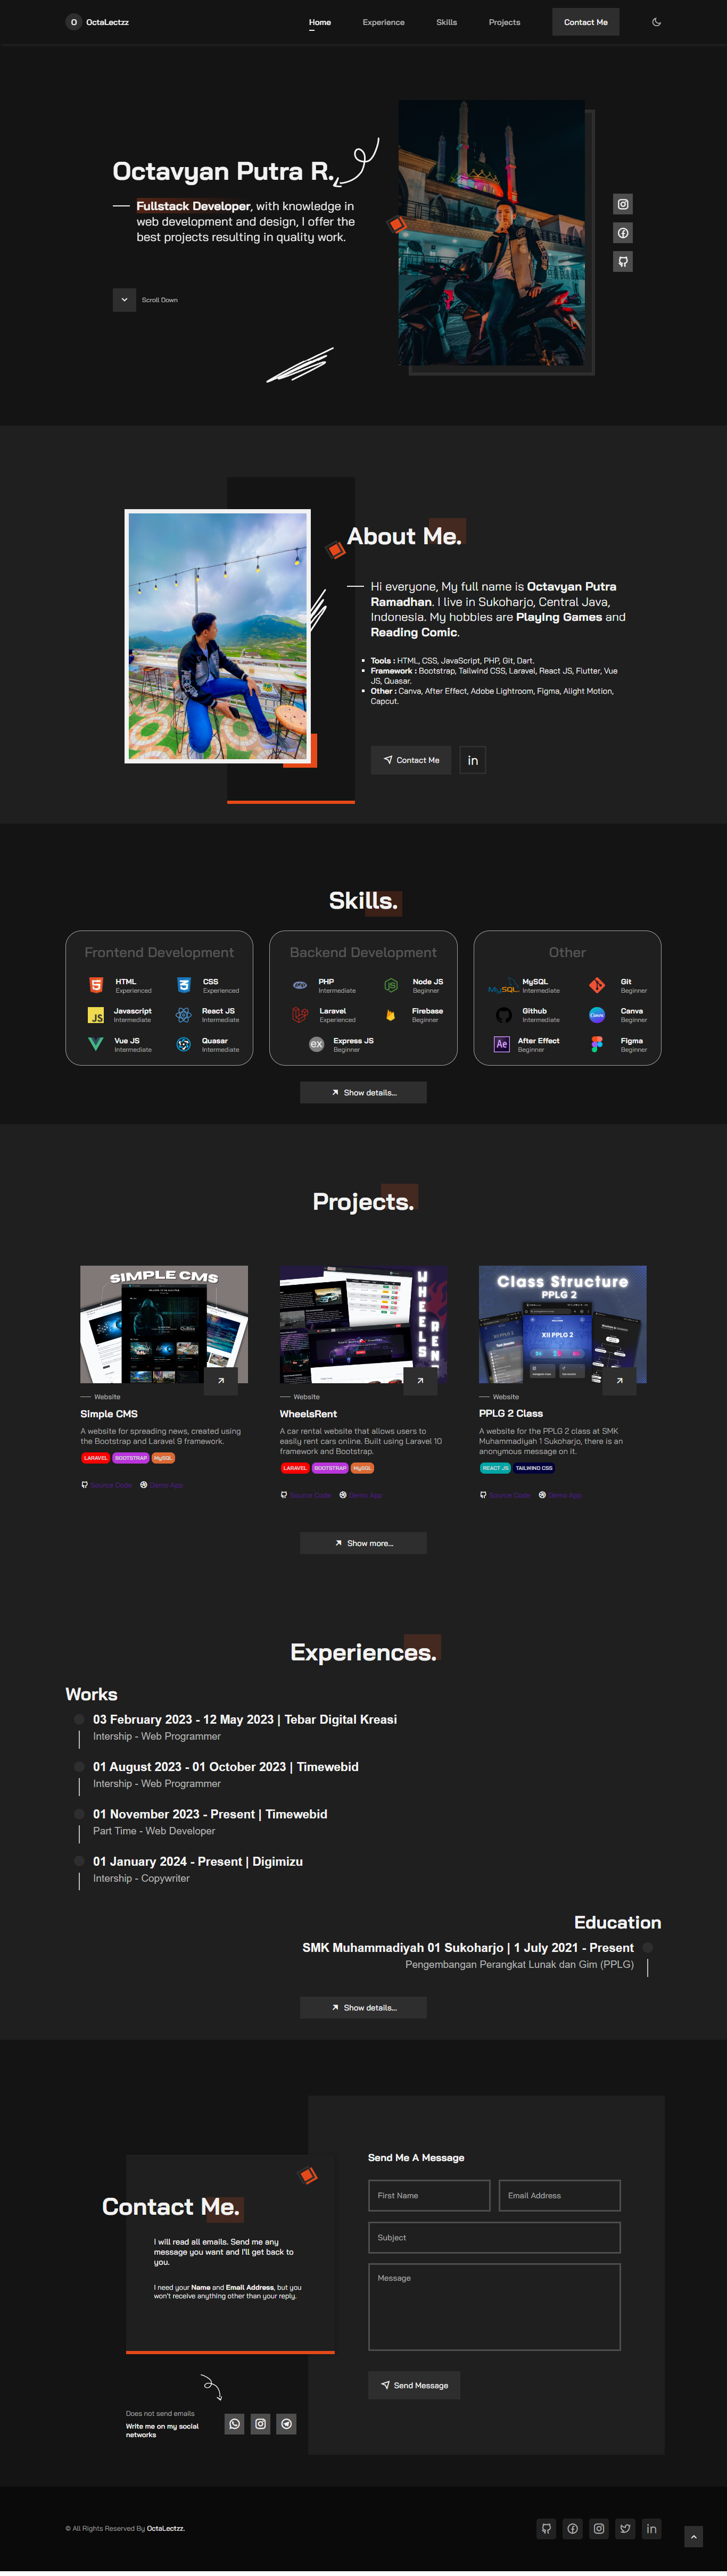 O OctaLectzz
Home
Experience
Skills
Projects
Contact Me
Octavyan Putra R.
Fullstack Developer, with knowledge in
web development and design, I offer the
best projects resulting in quality work.
Scroll Down
About Me.
Hi everyone, My full name is Octavyan Putra
Ramadhan. I live in Sukoharjo, Central Java,
Indonesia. My hobbies are Playing Games and
Reading Comic.
Tools : HTML, CSS, JavaScript, PHP, Git, Dart.
Framework : Bootstrap, Tailwind CSS, Laravel, React JS, Flutter, Vue
JS, Quasar.
Other : Canva, After Effect, Adobe Lightroom, Figma, Alight Motion,
Capcut.
Contact Me
in
Skills.
Frontend Development
HTML
Experienced
CSS
Experienced
JS
Javascript
Intermediate
React JS
Intermediate
Vue JS
Intermediate
Quasar
Intermediate
Backend Development
PHP
Intermediate
Node JS
Beginner
Laravel
Experienced
Firebase
Beginner
ex
Express JS
Beginner
Other
MySQL
MySQL
Intermediate
Git
Beginner
Github
Intermediate
Canva
Canva
Beginner
Ae
After Effect
Beginner
Figma
Beginner
Show details...
Projects.
SIMPLE CMS
Website
Simple CMS
A website for spreading news, created using
the Bootstrap and Laravel 9 framework.
LARAVEL BOOTSTRAP MySQL
Source Code
Demo App
WHEELS
RENT
Website
WheelsRent
A car rental website that allows users to
easily rent cars online. Built using Laravel 10
framework and Bootstrap.
LARAVEL BOOTSTRAP MySQL
Source Code
Demo App
Class Structure
PPLG 2
XII PPLG 2
Website
PPLG 2 Class
A website for the PPLG 2 class at SMK
Muhammadiyah 1 Sukoharjo, there is an
anonymous message on it.
REACT JS TAILWIND CSS
Source Code
Demo App
Show more...
Experiences.
Works
03 February 2023 - 12 May 2023 | Tebar Digital Kreasi
Intership - Web Programmer
01 August 2023 - 01 October 2023 | Timewebid
Intership - Web Programmer
01 November 2023 - Present | Timewebid
Part Time - Web Developer
01 January 2024 - Present | Digimizu
Intership - Copywriter
Education
SMK Muhammadiyah 01 Sukoharjo | 1 July 2021 - Present
Pengembangan Perangkat Lunak dan Gim (PPLG)
Show details...
Contact Me.
I will read all emails. Send me any
message you want and I'll get back to
you.
I need your Name and Email Address, but you
won't receive anything other than your reply.
Does not send emails
Write me on my social
networks
Send Me A Message
First Name
Email Address
Subject
Message
Send Message
© All Rights Reserved By OctaLectzz.
in